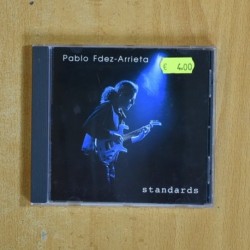 Pablo Fdez-Arrieta
€ 4,00
standards